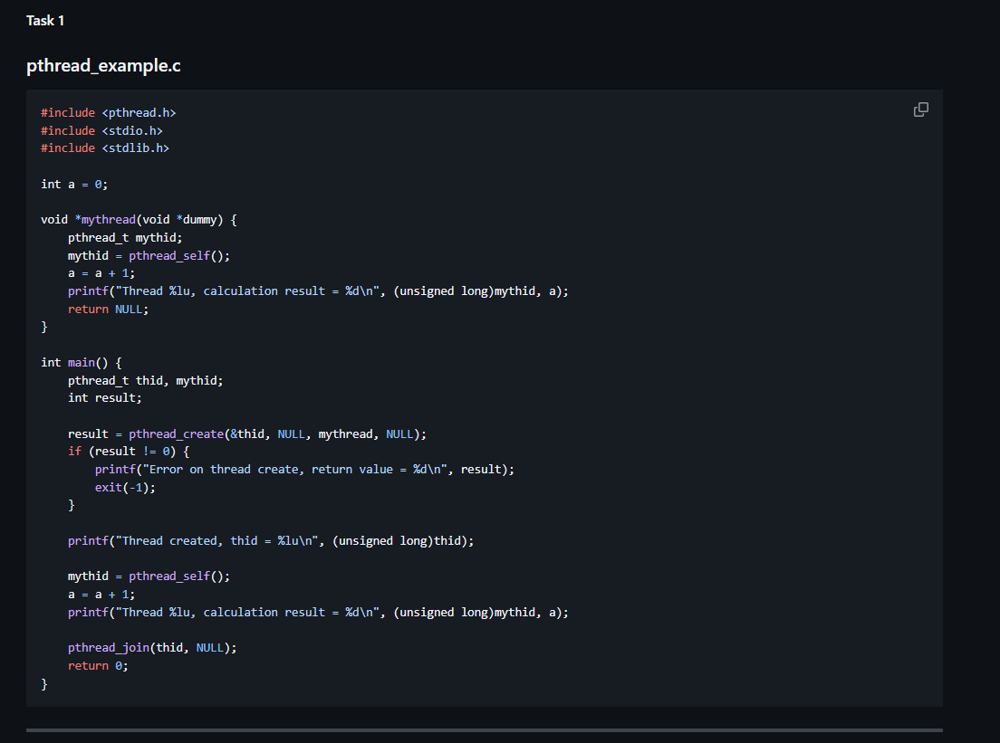 Task 1
pthread_example.c
#include <pthread.h>
#include <stdio.h>
#include <stdlib.h>
int a = 0;
void *mythread(void *dummy) {
    pthread_t mythid;
    mythid = pthread_self();
    a = a + 1;
    printf("Thread %lu, calculation result = %d\n", (unsigned long)mythid, a);
    return NULL;
}
int main() {
    pthread_t thid, mythid;
    int result;
    result = pthread_create(&thid, NULL, mythread, NULL);
    if (result != 0) {
        printf("Error on thread create, return value = %d\n", result);
        exit(-1);
    }
    printf("Thread created, thid = %lu\n", (unsigned long)thid);
    mythid = pthread_self();
    a = a + 1;
    printf("Thread %lu, calculation result = %d\n", (unsigned long)mythid, a);
    pthread_join(thid, NULL);
    return 0;
}